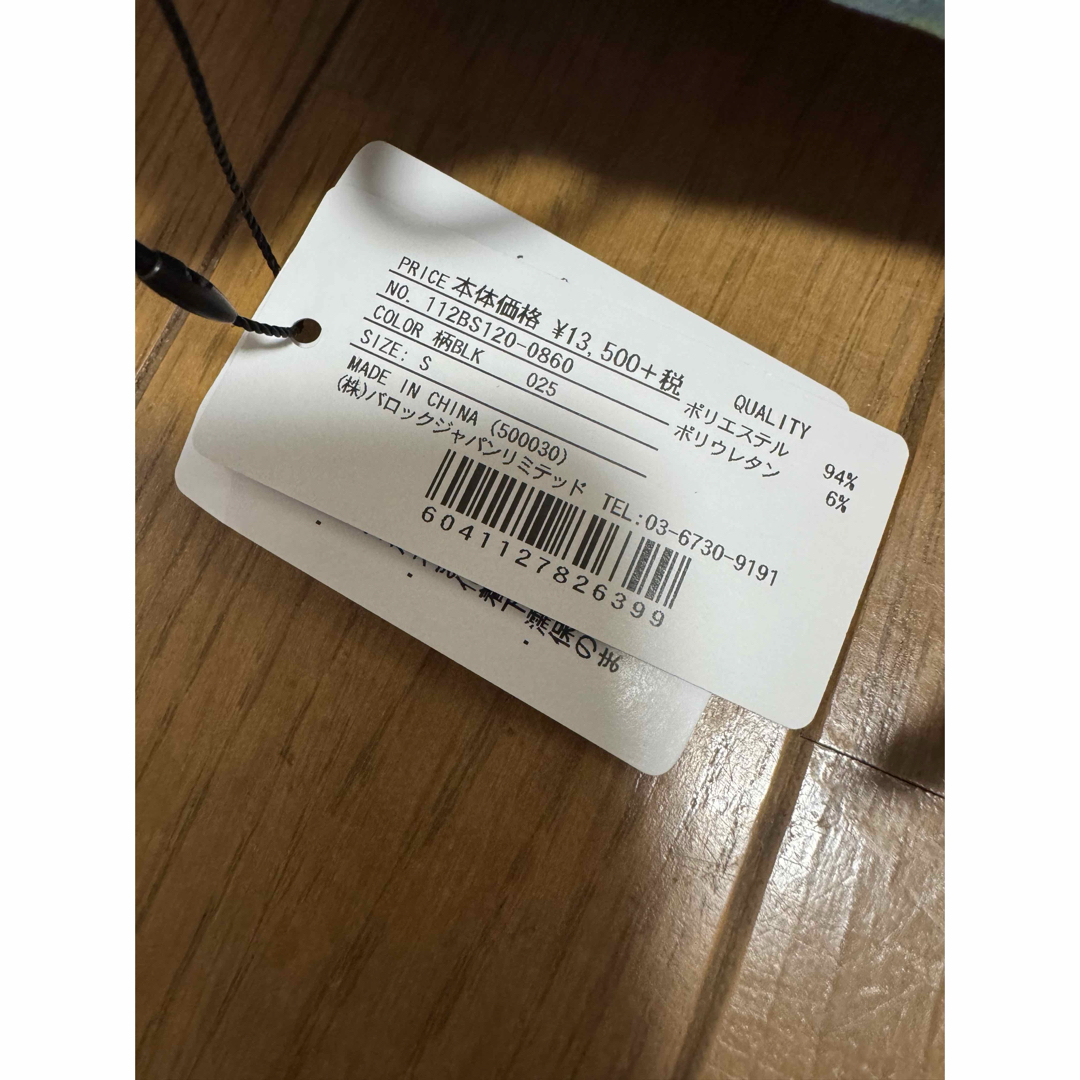 PRICE 本体価格 ¥13,500+税
NO. 112BS120-0860
COLOR 柄BLK 025
SIZE: S
QUALITY
ポリエステル 94%
ポリウレタン 6%
MADE IN CHINA (500030)
(株)バロックジャパンリミテッド TEL:03-6730-9191
6041127826399
のま